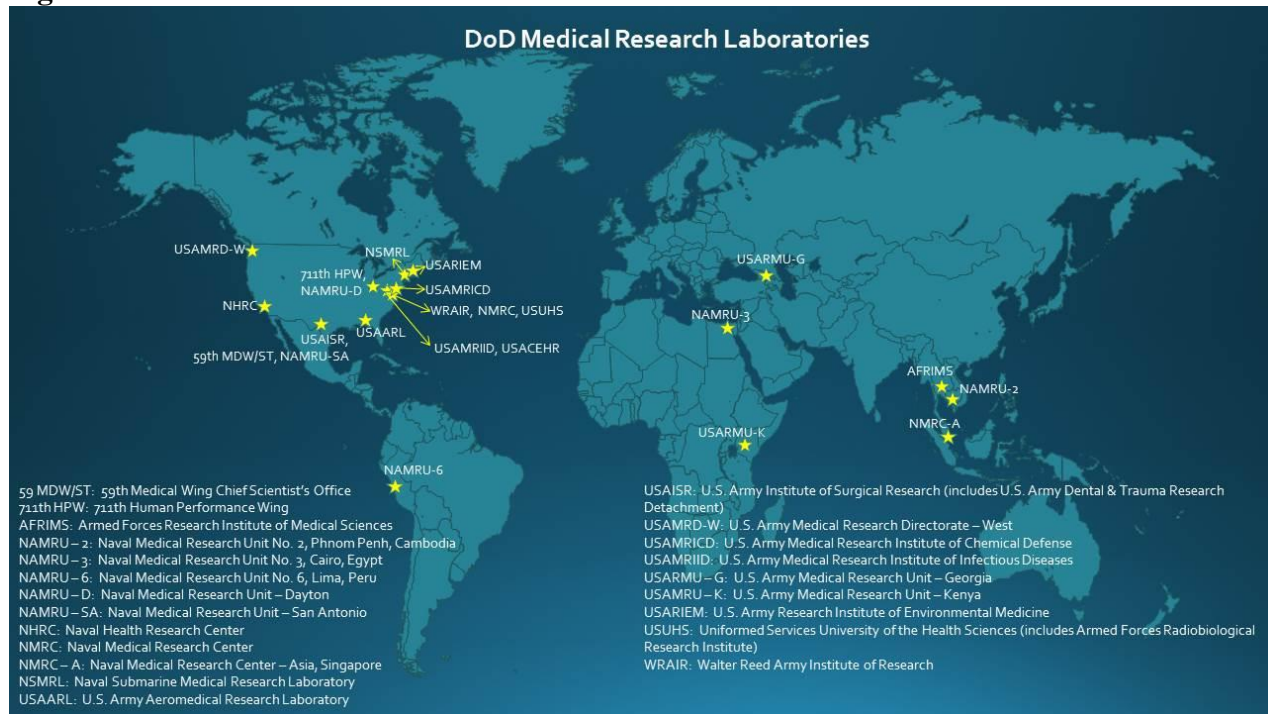 DoD Medical Research Laboratories
USAMRD-W
NSMRL
USARIEM
711th HPW,
NAMRU-D
USAMRICD
NHRC
WRAIR, NMRC, USUHS
USAARL
USAISR,
59th MDW/ST, NAMRU-SA
USAMRIID, USACEHR
USARMU-G
NAMRU-3
AFRIMS
NAMRU-2
NMRC-A
USARMU-K
NAMRU-6
59 MDW/ST: 59th Medical Wing Chief Scientist's Office
711th HPW: 711th Human Performance Wing
AFRIMS: Armed Forces Research Institute of Medical Sciences
NAMRU – 2: Naval Medical Research Unit No. 2, Phnom Penh, Cambodia
NAMRU – 3: Naval Medical Research Unit No. 3, Cairo, Egypt
NAMRU – 6: Naval Medical Research Unit No. 6, Lima, Peru
NAMRU – D: Naval Medical Research Unit – Dayton
NAMRU – SA: Naval Medical Research Unit – San Antonio
NHRC: Naval Health Research Center
NMRC: Naval Medical Research Center
NMRC – A: Naval Medical Research Center – Asia, Singapore
NSMRL: Naval Submarine Medical Research Laboratory
USAARL: U.S. Army Aeromedical Research Laboratory
USAISR: U.S. Army Institute of Surgical Research (includes U.S. Army Dental & Trauma Research
Detachment)
USAMRD-W: U.S. Army Medical Research Directorate – West
USAMRICD: U.S. Army Medical Research Institute of Chemical Defense
USAMRIID: U.S. Army Medical Research Institute of Infectious Diseases
USARMU – G: U.S. Army Medical Research Unit – Georgia
USAMRU – K: U.S. Army Medical Research Unit – Kenya
USARIEM: U.S. Army Research Institute of Environmental Medicine
USUHS: Uniformed Services University of the Health Sciences (includes Armed Forces Radiobiological
Research Institute)
WRAIR: Walter Reed Army Institute of Research